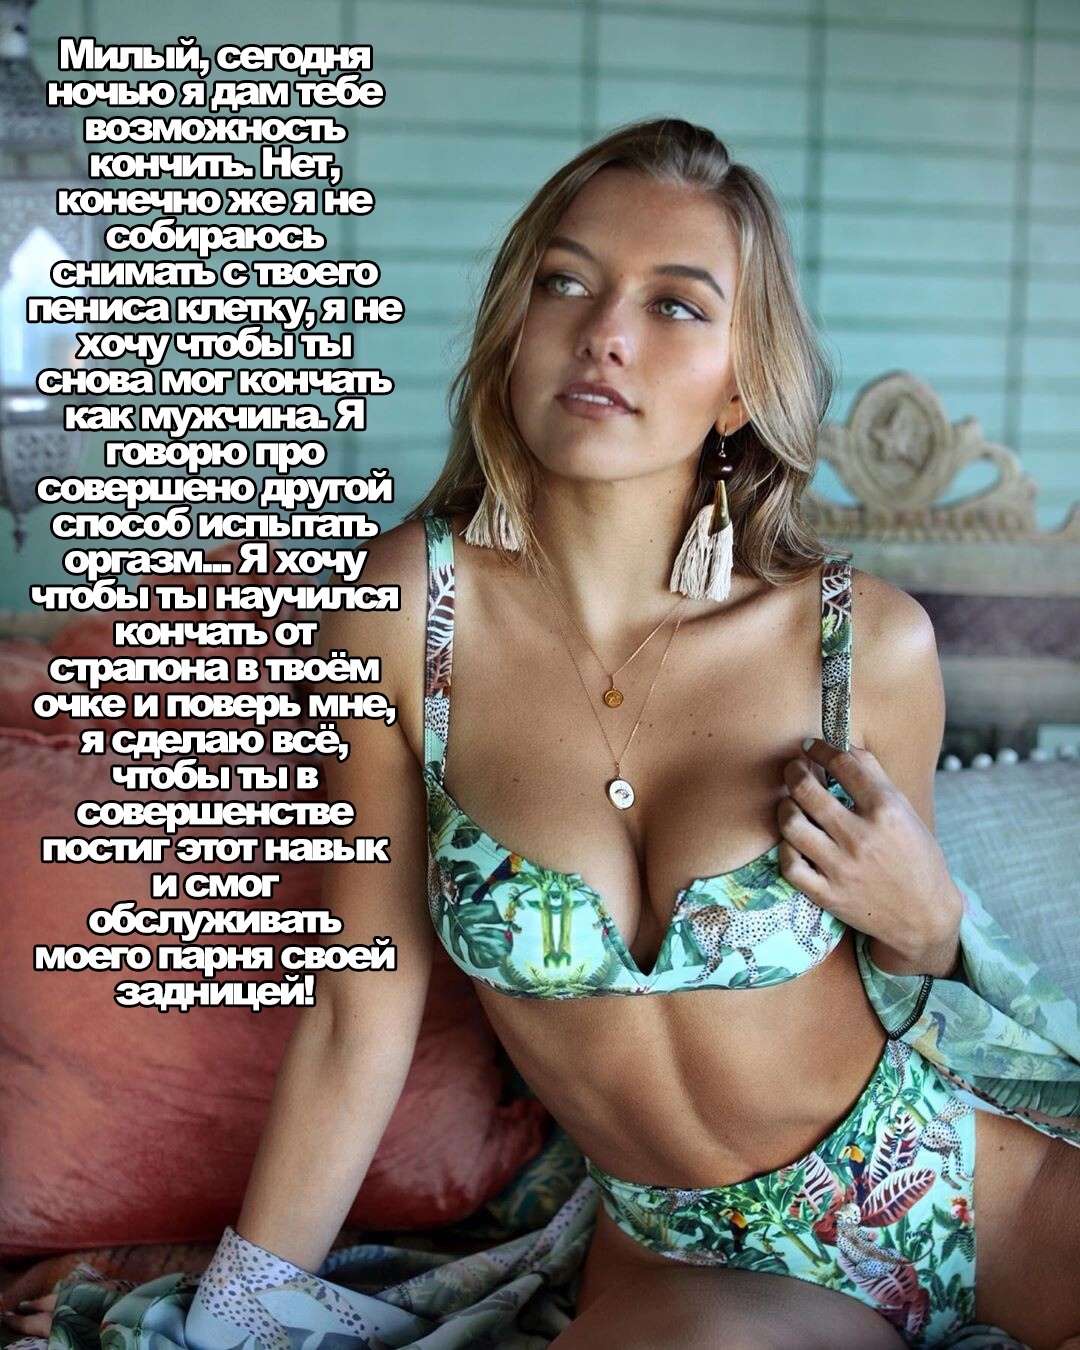 Милый, сегодня
ночью я дам тебе
возможность
кончить. Нет,
конечно же я не
собираюсь
снимать с твоего
пениса клетку, я не
хочу чтобы ты
снова мог кончать
как мужчина. Я
говорю про
совершено другой
способ испытать
оргазм... Я хочу
чтобы ты научился
кончать от
страпона в твоём
очке и поверь мне,
я сделаю всё,
чтобы ты в
совершенстве
постиг этот навык
и смог
обслуживать
моего парня своей
задницей!